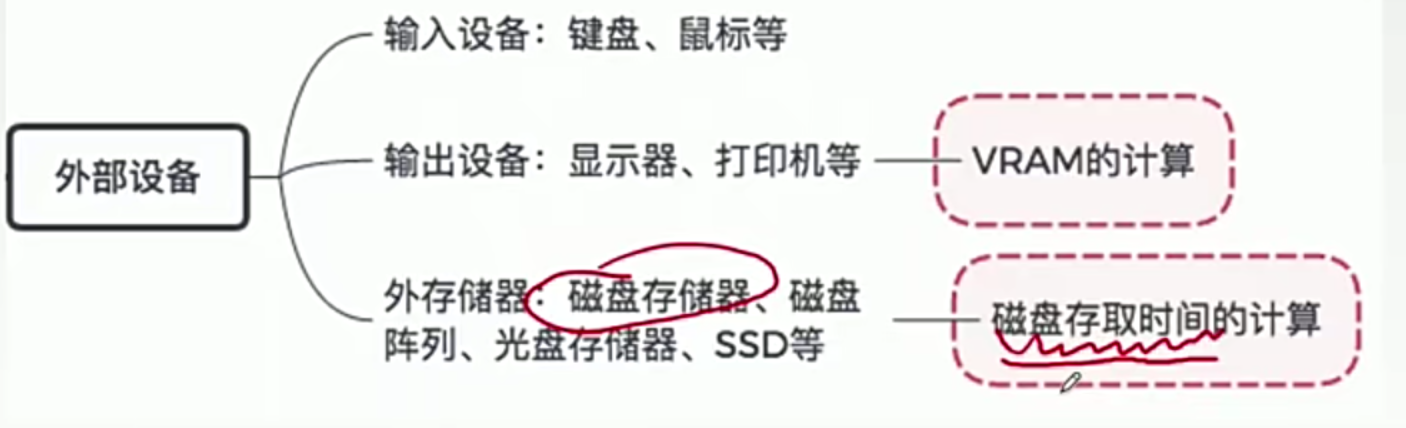 外部设备
输入设备：键盘、鼠标等
输出设备：显示器、打印机等
VRAM的计算
外存储器：磁盘存储器、磁盘
阵列、光盘存储器、SSD等
磁盘存取时间的计算